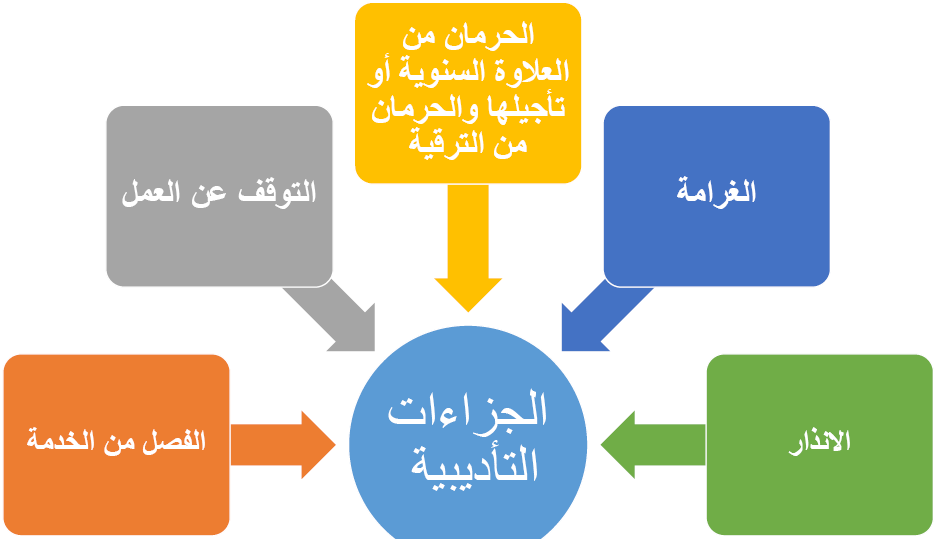 الحرمان من
العلاوة السنوية أو
تأجيلها والحرمان
من الترقية
الغرامة
التوقف عن العمل
الجزاءات
التأديبية
الانذار
الفصل من الخدمة